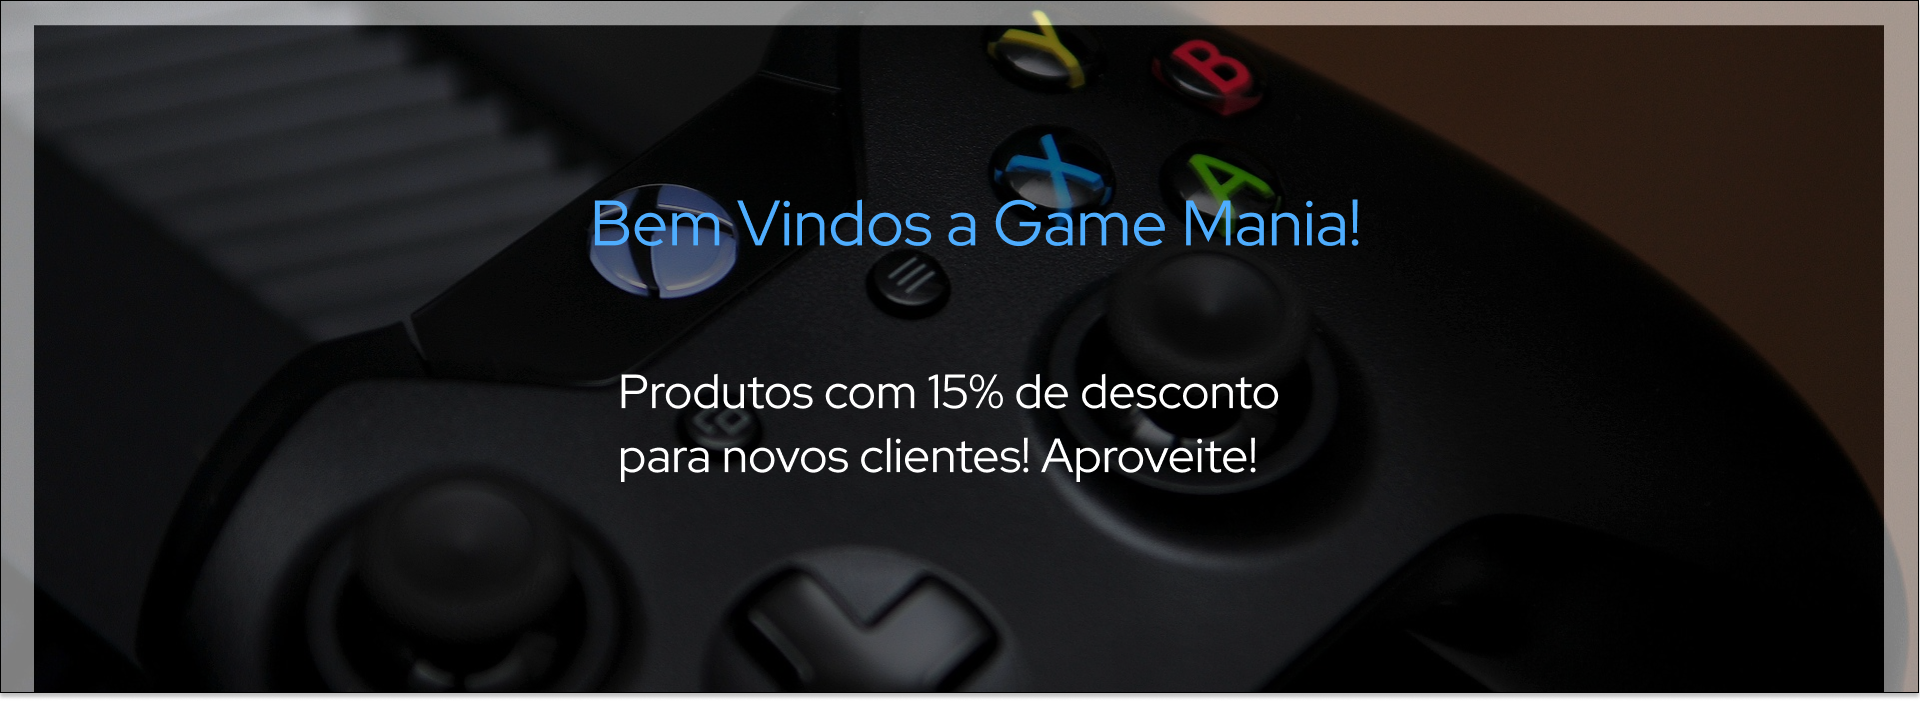 Y
B
X
A
Bem Vindos a Game Mania!
Produtos com 15% de desconto
para novos clientes! Aproveite!